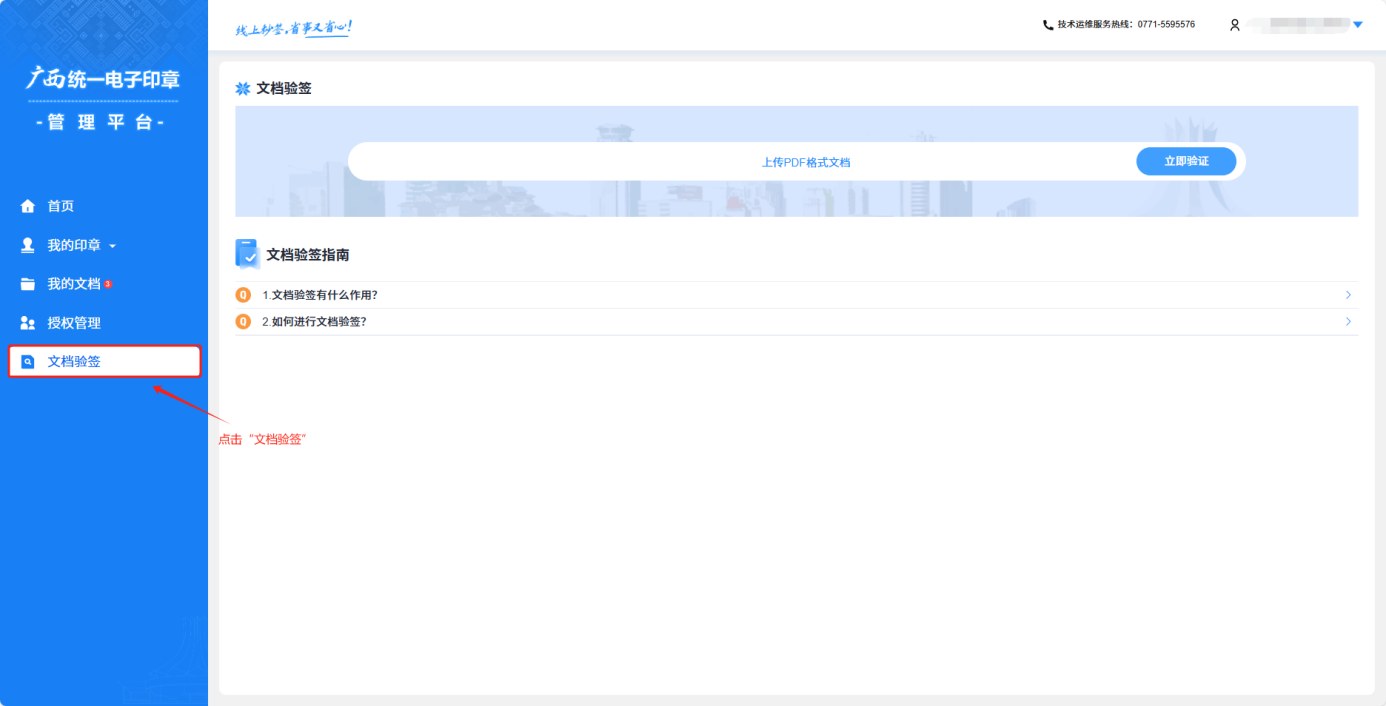 广西统一电子印章
-管理平台-
首页
我的印章
我的文档 3
授权管理
文档验签
线上钞签,省事又省心!
技术运维服务热线：0771-5595576
文档验签
上传PDF格式文档
立即验证
文档验签指南
Q 1.文档验签有什么作用？
Q 2.如何进行文档验签？
点击“文档验签”